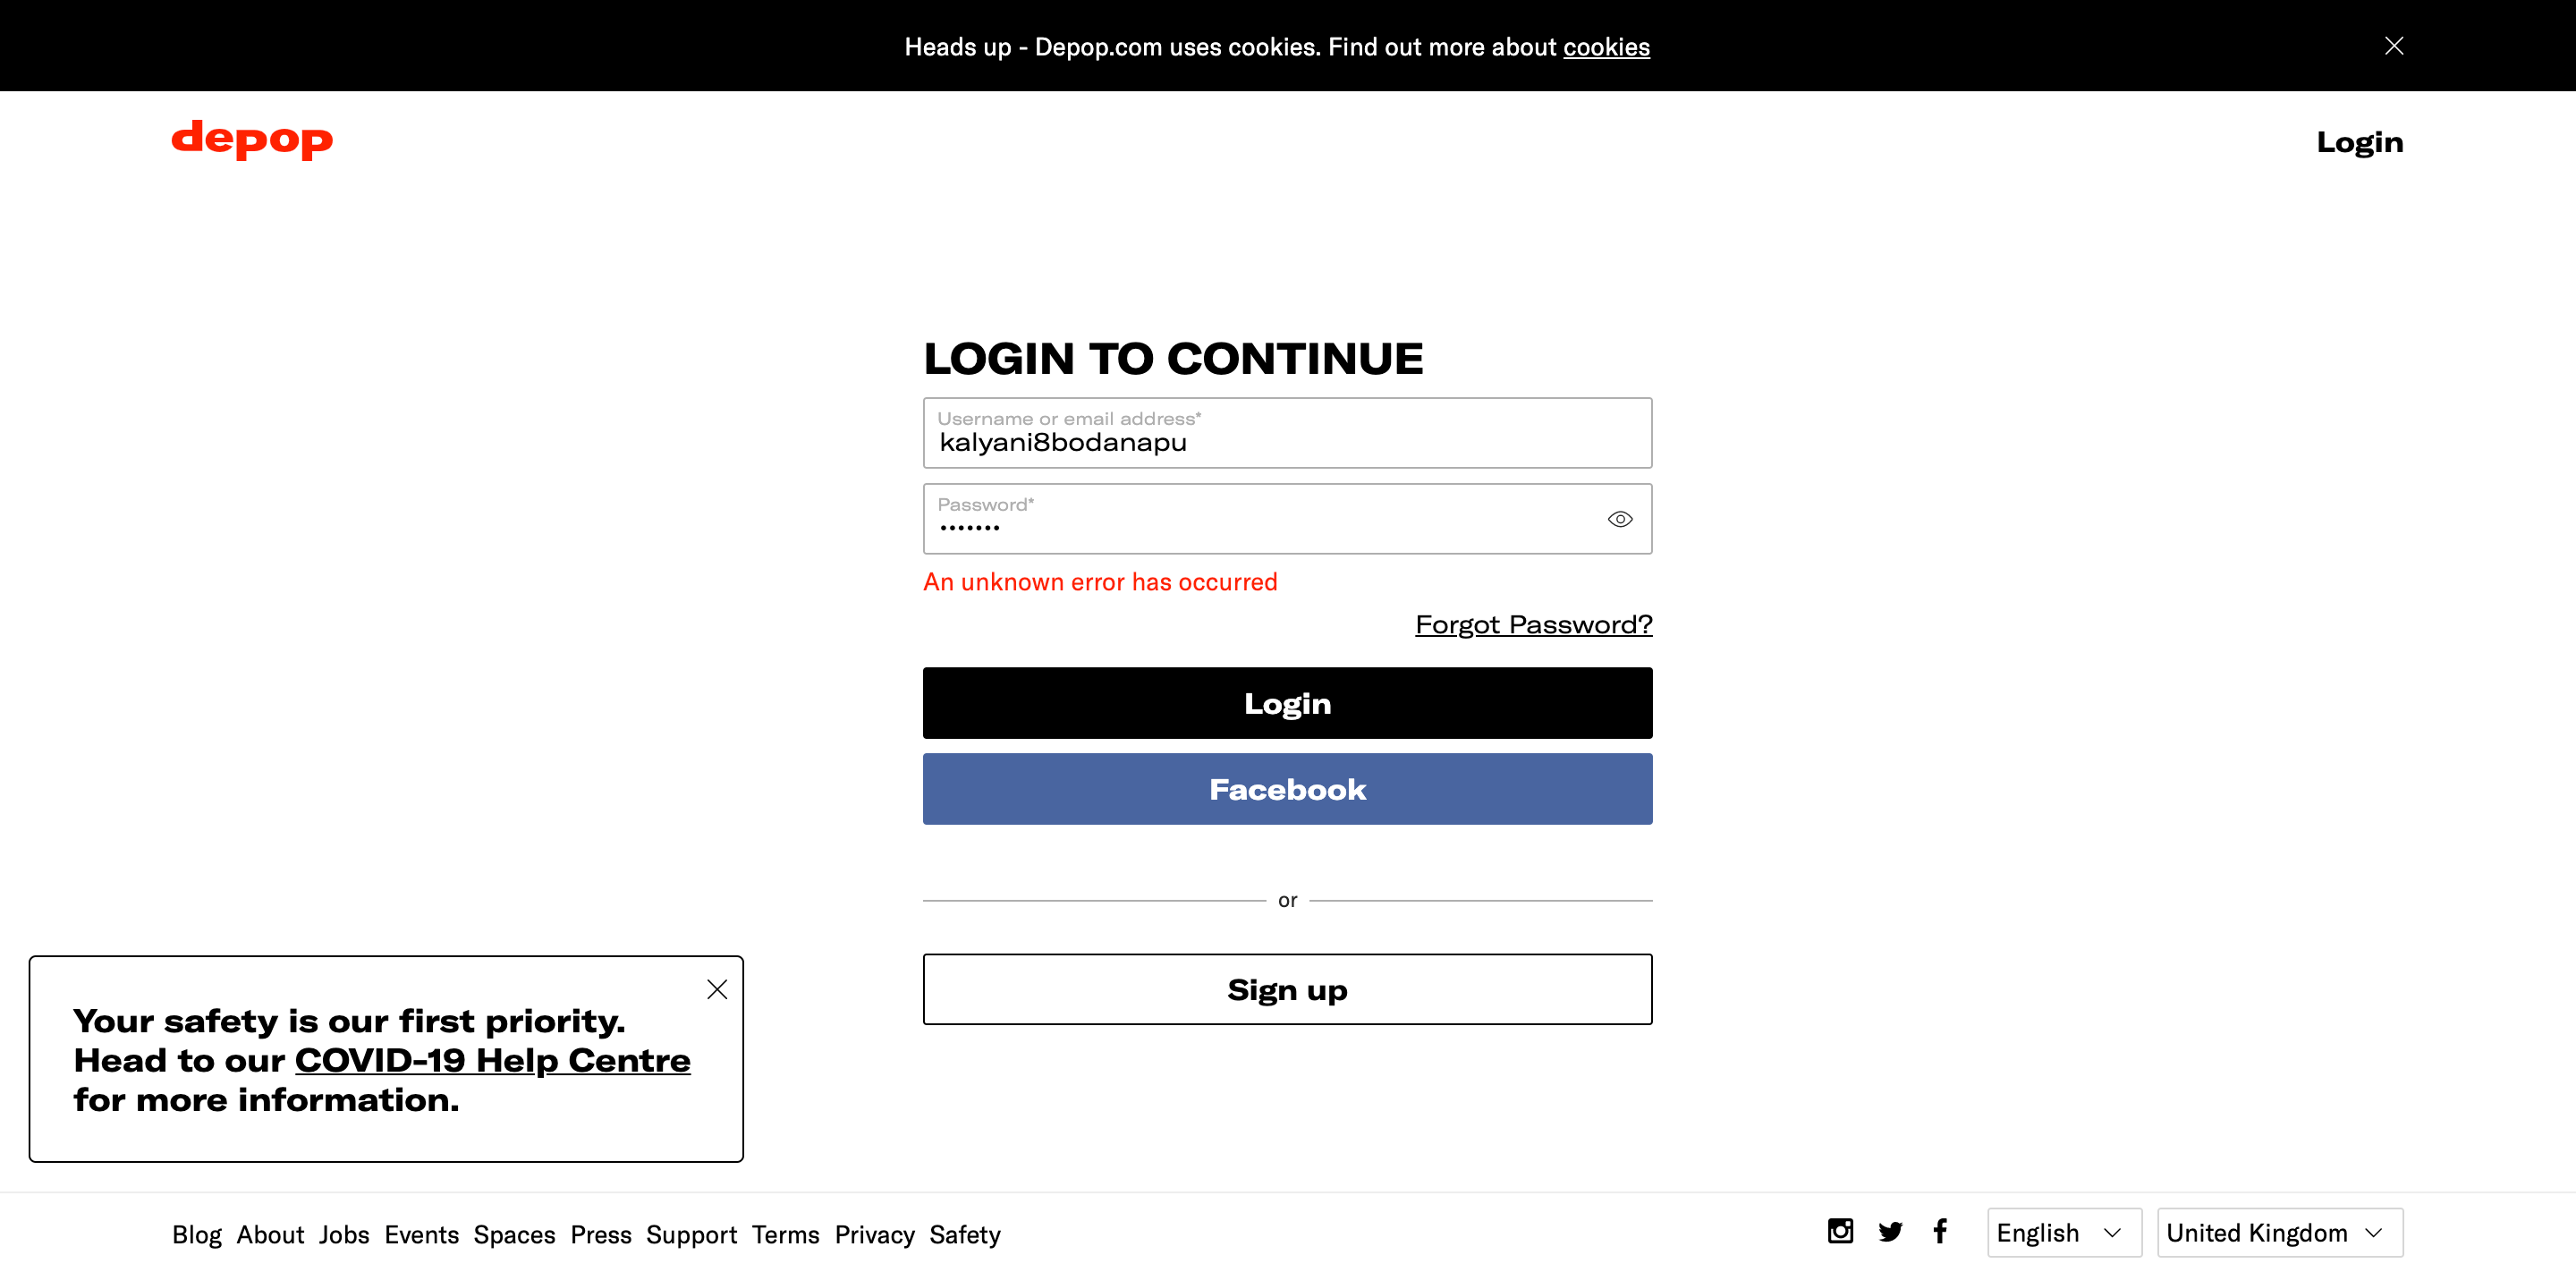 Heads up - Depop.com uses cookies. Find out more about cookies
depop
Login
LOGIN TO CONTINUE
Username or email address*
kalyani8bodanapu
Password*
•••••••
An unknown error has occurred
Forgot Password?
Login
Facebook
or
Sign up
Your safety is our first priority.
Head to our COVID-19 Help Centre
for more information.
Blog About Jobs Events Spaces Press Support Terms Privacy Safety
English
United Kingdom